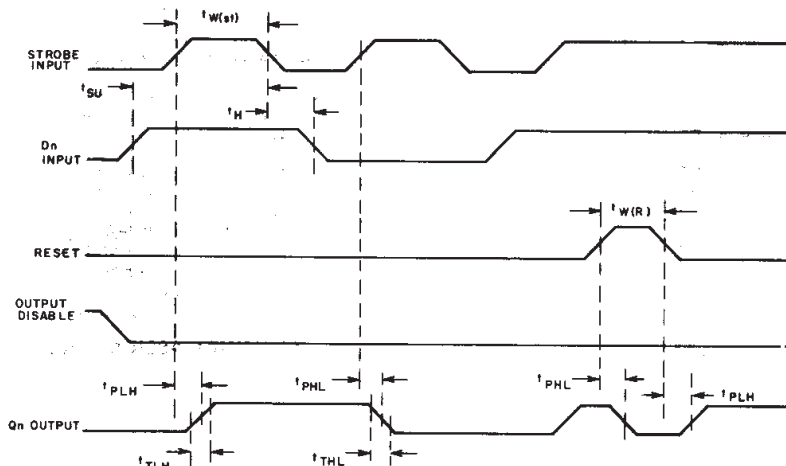 tW(st)
STROBE
INPUT
tSU
tH
Dn
INPUT
tW(R)
RESET
OUTPUT
DISABLE
tPLH
tPHL
tPHL
tPLH
Qn OUTPUT
tTLH
tTHL